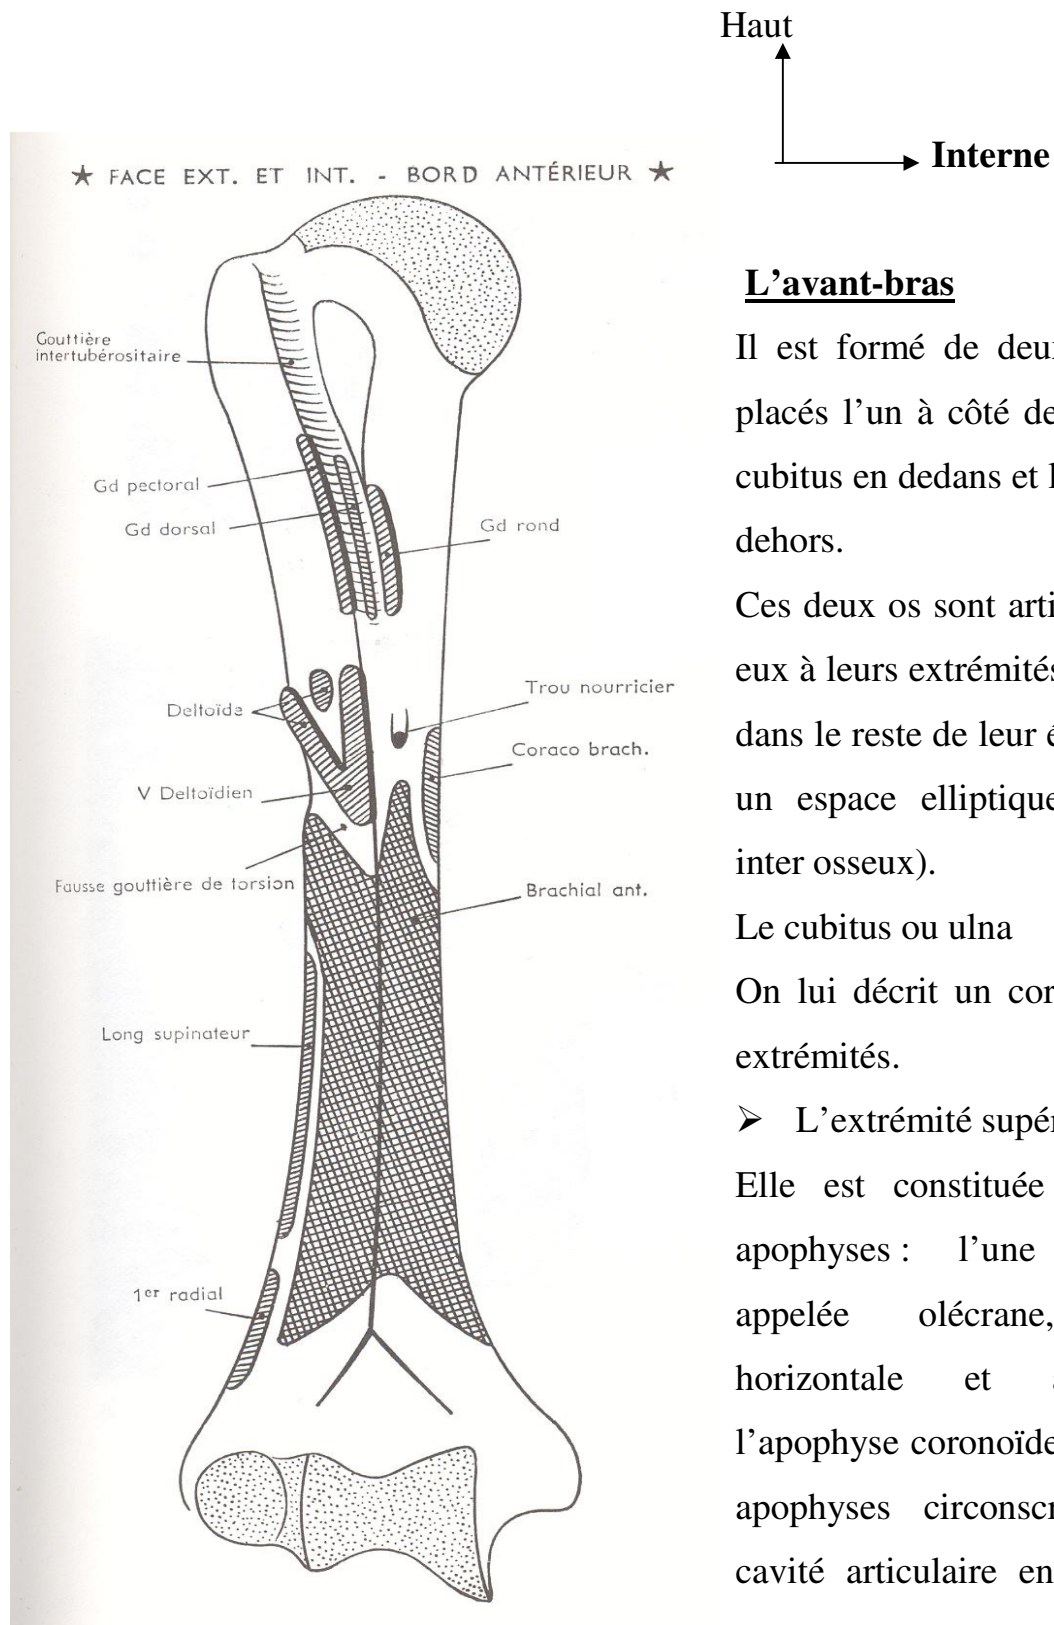 Haut
Interne
★ FACE EXT. ET INT. - BORD ANTÉRIEUR ★
Gouttière
intertubérositaire
Gd pectoral
Gd dorsal
Gd rond
Deltoïde
Trou nourricier
Coraco brach.
V Deltoïdien
Fausse gouttière de torsion
Brachial ant.
Long supinateur
1er radial
L’avant-bras
Il est formé de deux
placés l’un à côté de
cubitus en dedans et l
dehors.
Ces deux os sont arti
eux à leurs extrémités
dans le reste de leur é
un espace elliptique
inter osseux).
Le cubitus ou ulna
On lui décrit un cor
extrémités.
➢ L’extrémité supér
Elle est constituée
apophyses : l’une
appelée olécrane,
horizontale et
l’apophyse coronoïde
apophyses circonscr
cavité articulaire en